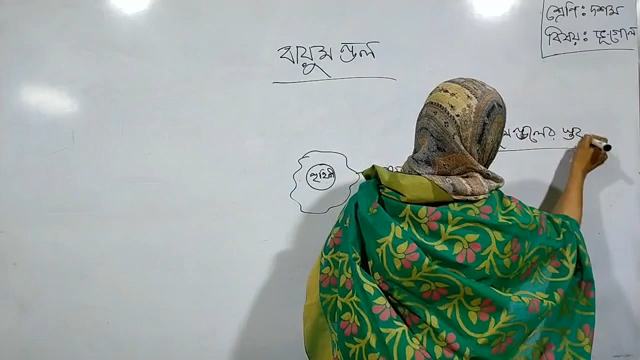 শ্রেণি: দশম
বিষয়: ভূগোল
বায়ুমণ্ডল
মণ্ডলের স্তর
পৃথিবী